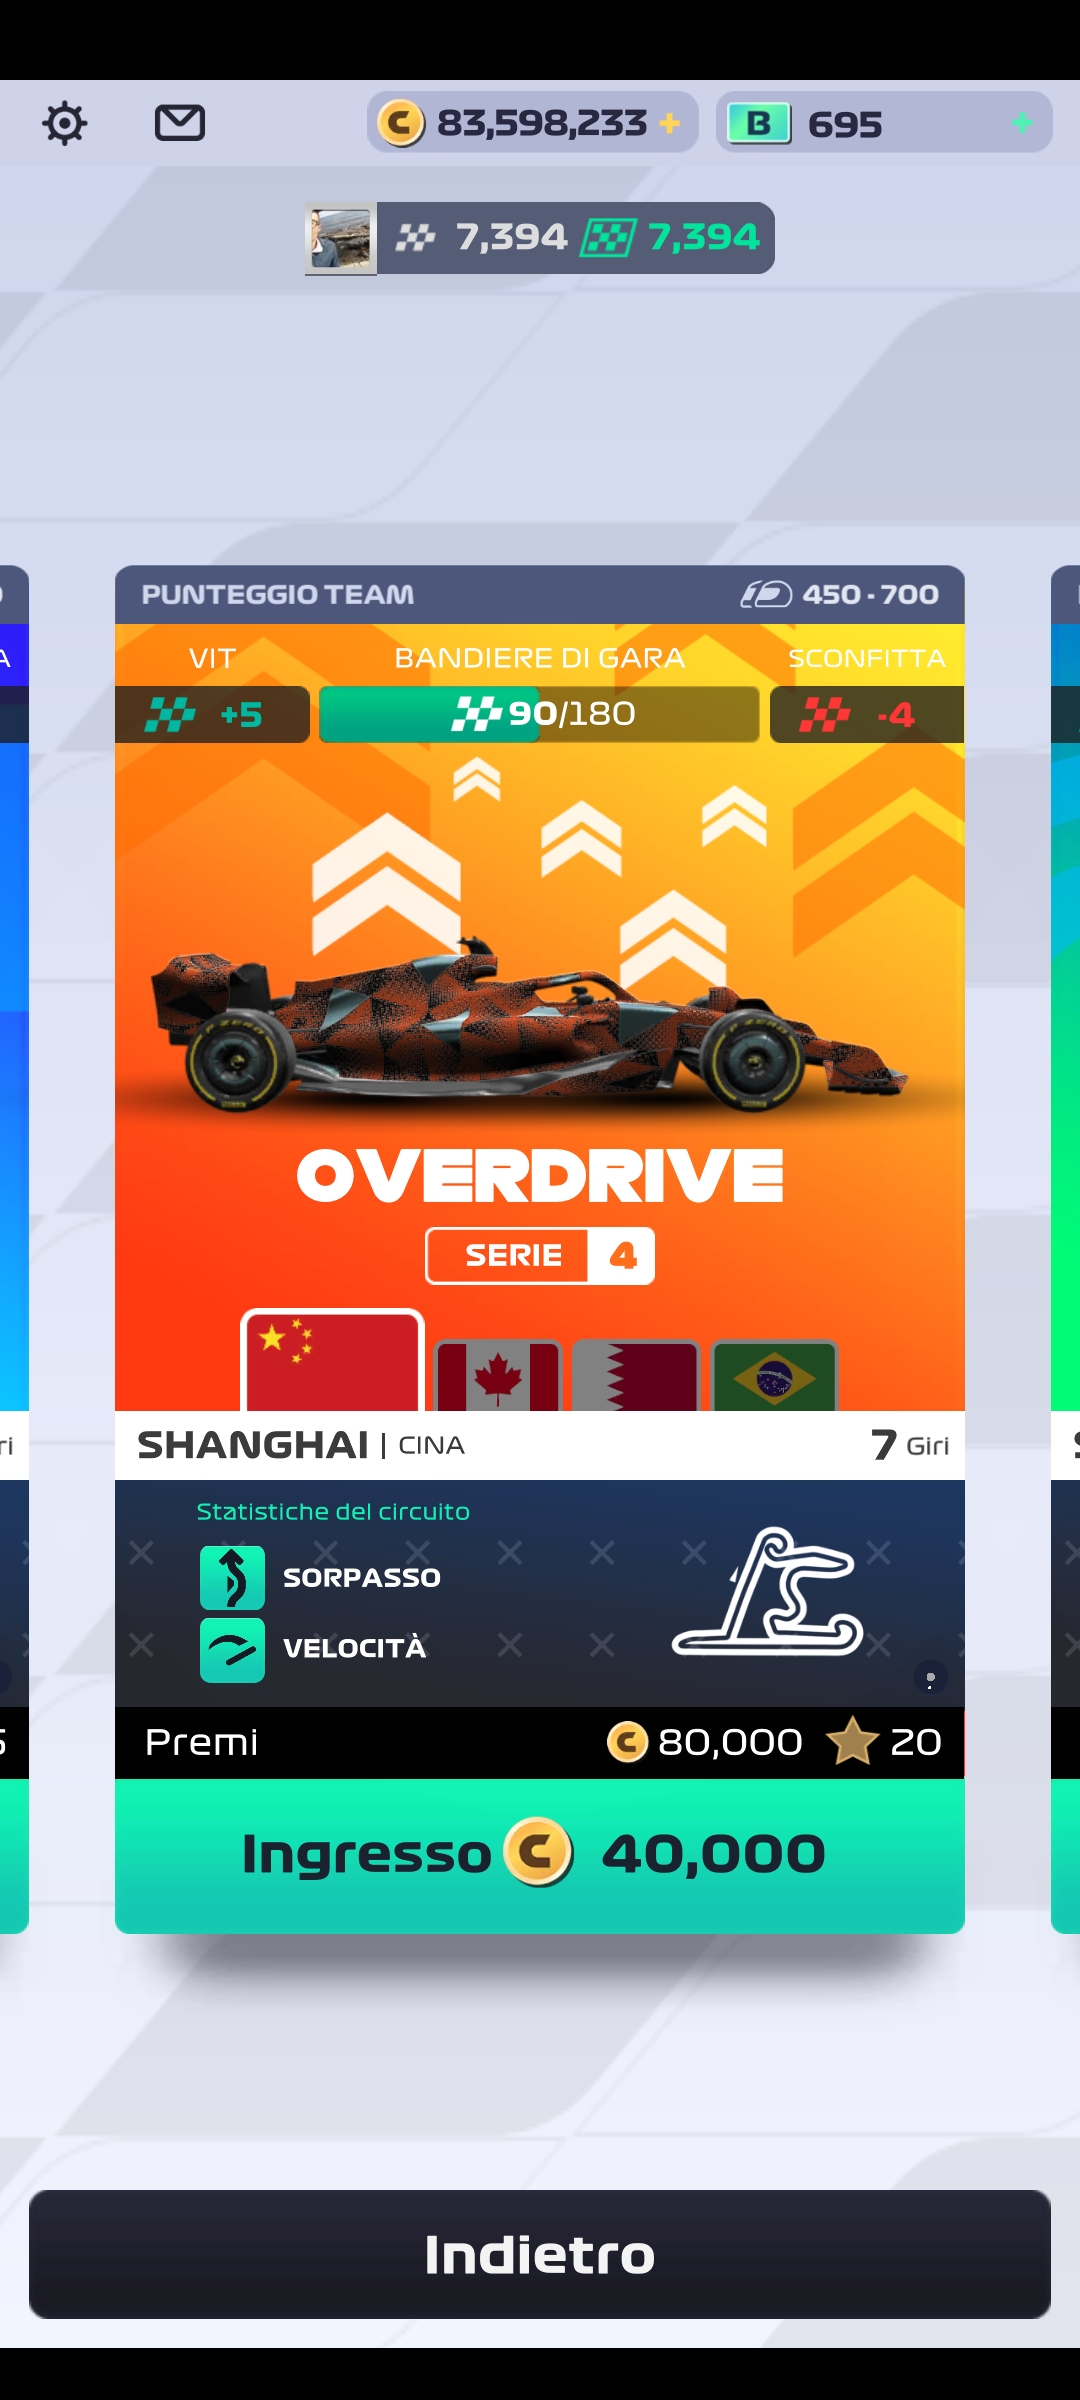 83,598,233 + B 695 +
7,394 7,394
PUNTEGGIO TEAM 450 - 700
VIT BANDIERE DI GARA SCONFITTA
+5 90/180 -4
OVERDRIVE
SERIE 4
SHANGHAI | CINA 7 Giri
Statistiche del circuito
SORPASSO
VELOCITÀ
Premi C 80,000 20
Ingresso C 40,000
Indietro